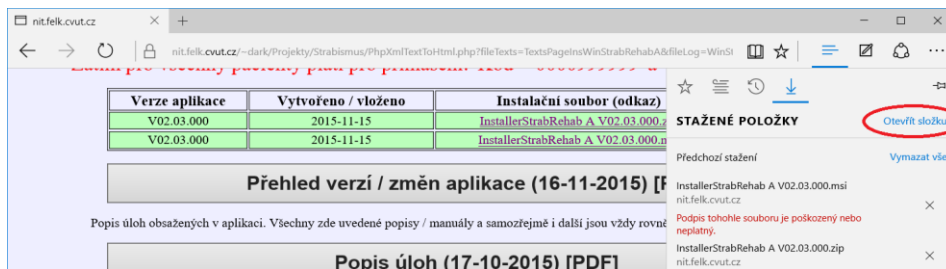 nit.felk.cvut.cz
nit.felk.cvut.cz/~dark/Projekty/Strabismus/PhpXmlTextToHtml.php?fileTexts=TextsPageInsWinStrabRehabA&fileLog=WinSt
Verze aplikace Vytvořeno / vloženo Instalační soubor (odkaz)
V02.03.000 2015-11-15 InstallerStrabRehab A V02.03.000.z
V02.03.000 2015-11-15 InstallerStrabRehab A V02.03.000.m
Přehled verzí / změn aplikace (16-11-2015) [P
Popis úloh obsažených v aplikaci. Všechny zde uvedené popisy / manuály a samozřejmě i další jsou vždy rovně
Popis úloh (17-10-2015) [PDF]
STAŽENÉ POLOŽKY Otevřít složku
Předchozí stažení Vymazat vše
InstallerStrabRehab A V02.03.000.msi
nit.felk.cvut.cz
Podpis tohohle souboru je poškozený nebo
neplatný.
InstallerStrabRehab A V02.03.000.zip
nit.felk.cvut.cz